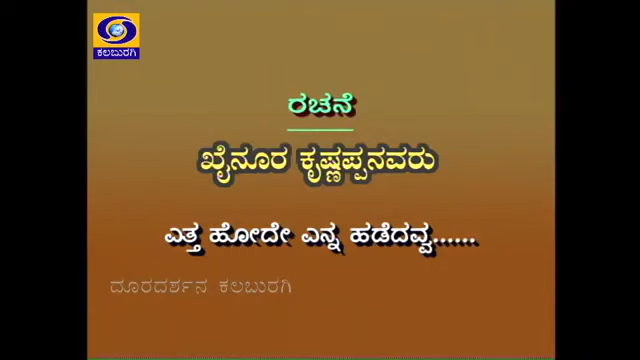 ಕಲಬುರಗಿ
ರಚನೆ
ಖೈನೂರ ಕೃಷ್ಣಪ್ಪನವರು
ಎತ್ತ ಹೋದೇ ಎನ್ನ ಹಡೆದವ್ವ......
ದೂರದರ್ಶನ ಕಲಬುರಗಿ